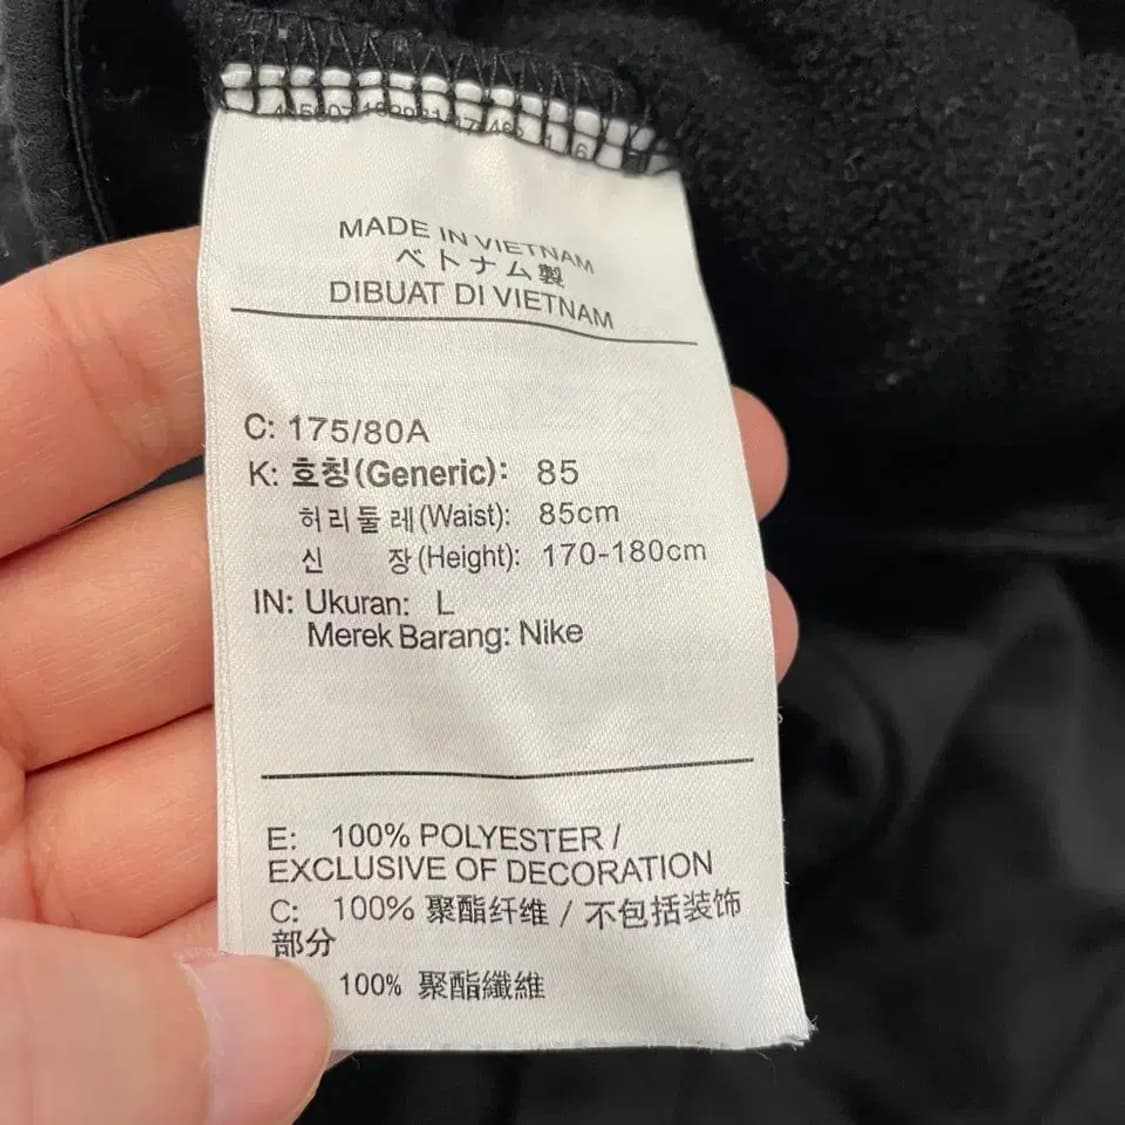 MADE IN VIETNAM
ベトナム製
DIBUAT DI VIETNAM
C: 175/80A
K: 호칭(Generic): 85
허리둘레(Waist): 85cm
신 장(Height): 170-180cm
IN: Ukuran: L
Merek Barang: Nike
E: 100% POLYESTER /
EXCLUSIVE OF DECORATION
C: 100% 聚酯纤维 / 不包括装饰
部分
100% 聚酯纖維